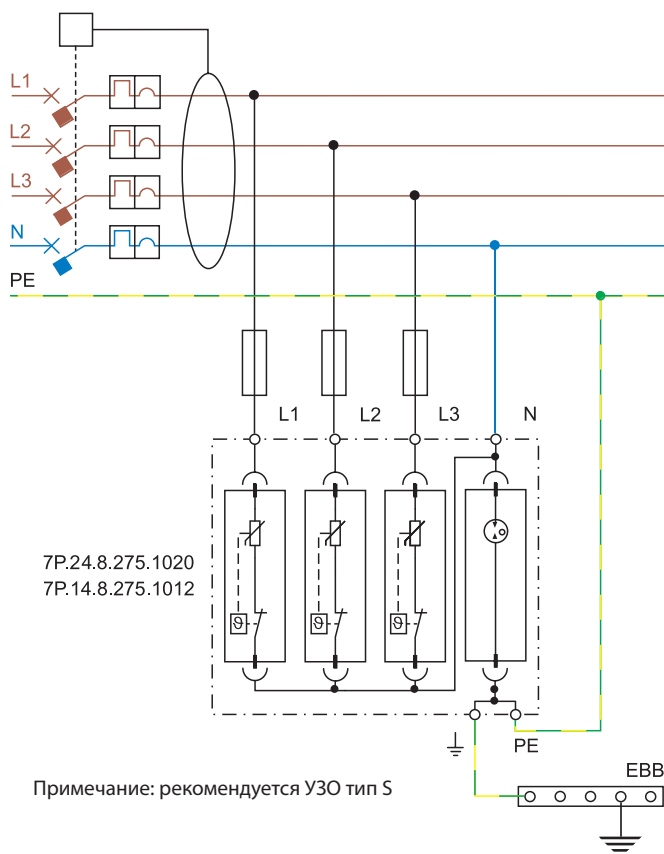 L1
L2
L3
N
PE
L1 L2 L3 N
7P.24.8.275.1020
7P.14.8.275.1012
ϑ ϑ ϑ
PE
EBB
Примечание: рекомендуется УЗО тип S